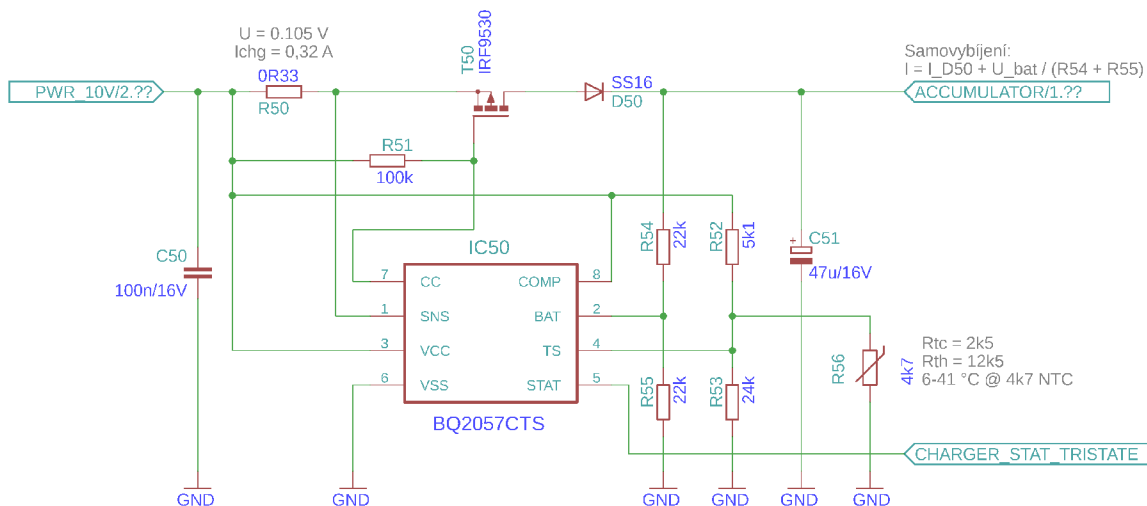 U = 0.105 V
Ichg = 0,32 A
T50
IRF9530
Samovybíjení:
I = I_D50 + U_bat / (R54 + R55)
PWR_10V/2.??
0R33
R50
SS16
D50
ACCUMULATOR/1.??
R51
100k
C50
100n/16V
IC50
R54
22k
R52
5k1
C51
+
47u/16V
7
CC
COMP
8
1
SNS
BAT
2
3
VCC
TS
4
6
VSS
STAT
5
BQ2057CTS
R55
22k
R53
24k
R56
4k7
Rtc = 2k5
Rth = 12k5
6-41 °C @ 4k7 NTC
CHARGER_STAT_TRISTATE
GND
GND
GND
GND
GND
GND